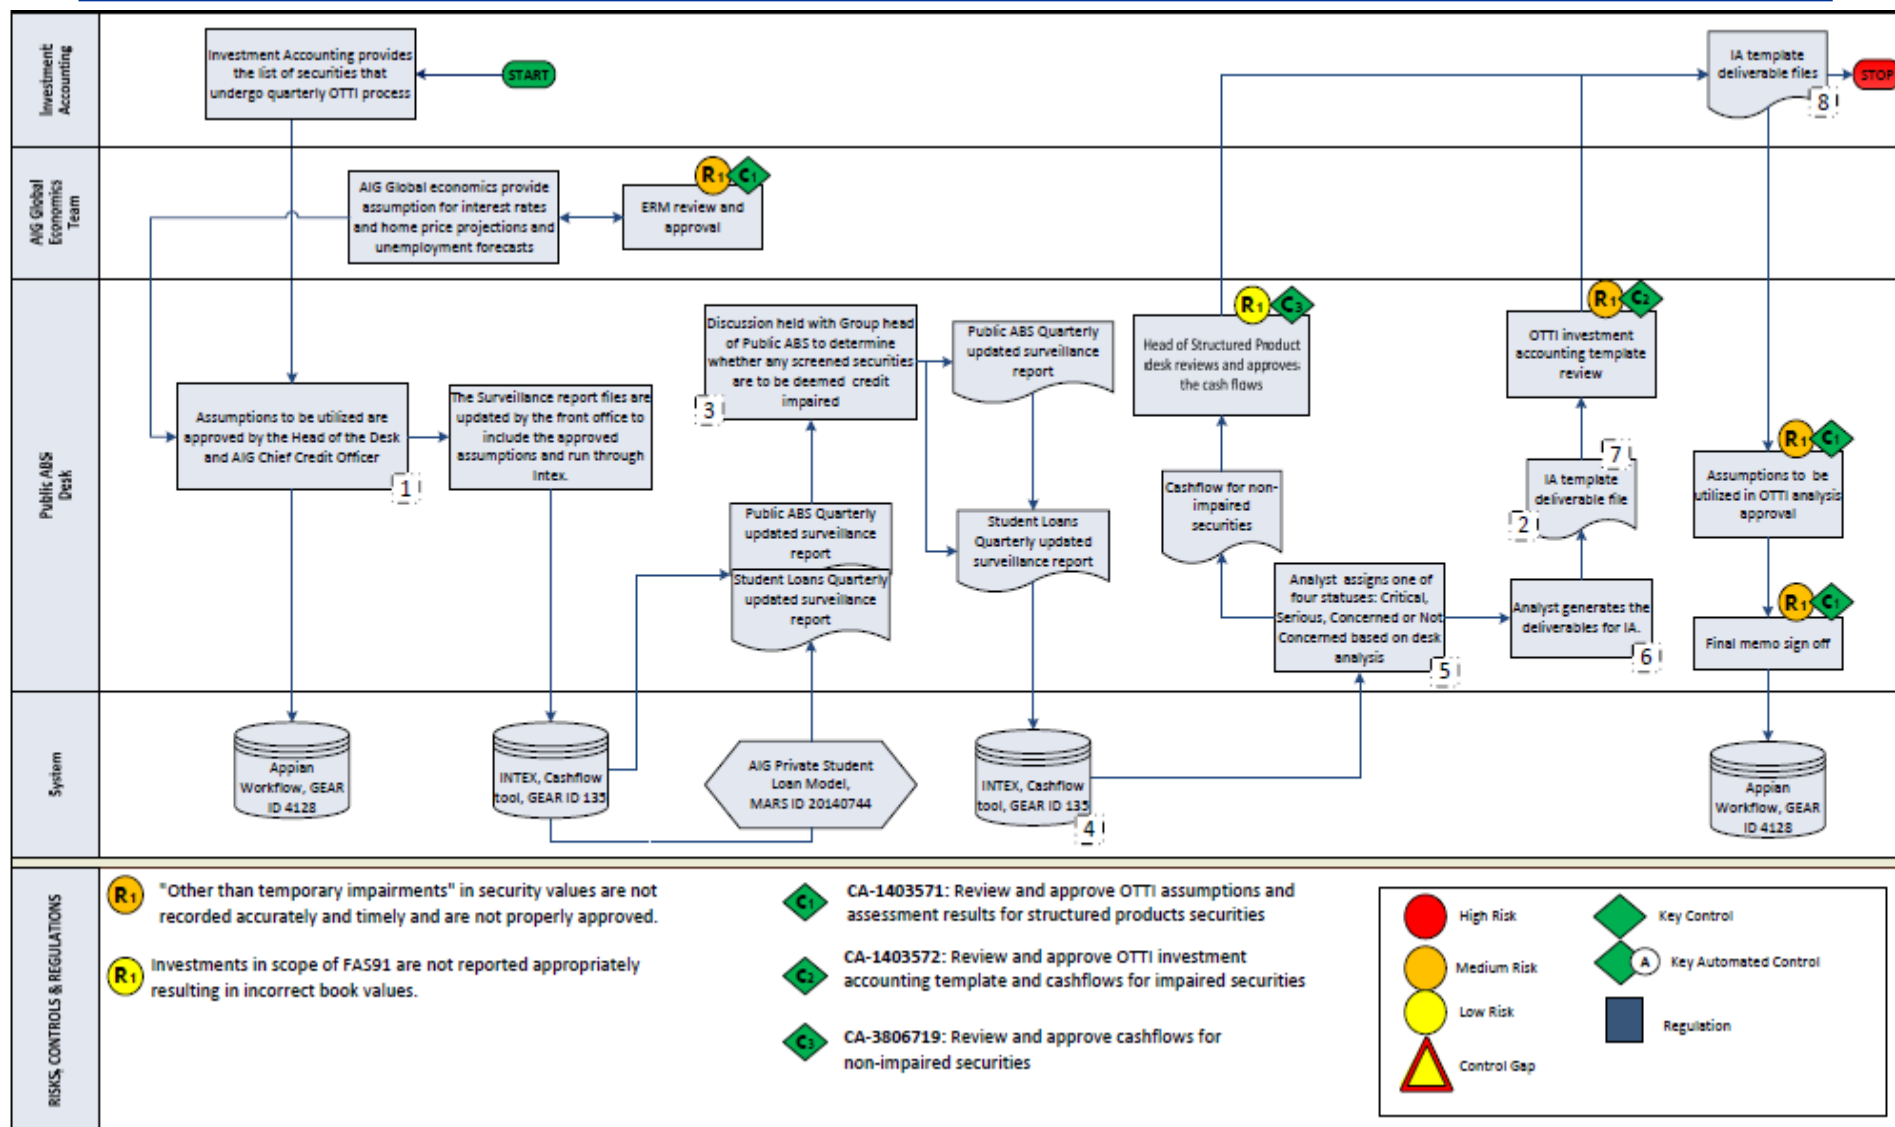 Investment
Accounting
Investment Accounting provides
the list of securities that
undergo quarterly OTTI process
START
IA template
deliverable files
8
STOP
AIG Global
Economics
Team
AIG Global economics provide
assumption for interest rates
and home price projections and
unemployment forecasts
R1
C1
ERM review and
approval
Public ABS
Desk
Assumptions to be utilized are
approved by the Head of the Desk
and AIG Chief Credit Officer
1
The Surveillance report files are
updated by the front office to
include the approved
assumptions and run through
Intex.
Discussion held with Group head
of Public ABS to determine
whether any screened securities
are to be deemed credit
impaired
3
Public ABS Quarterly
updated surveillance
report
Student Loans Quarterly
updated surveillance
report
Public ABS Quarterly
updated surveillance
report
Student Loans
Quarterly updated
surveillance report
R1
C3
Head of Structured Product
desk reviews and approves
the cash flows
Cashflow for non-
impaired
securities
Analyst assigns one of
four statuses: Critical,
Serious, Concerned or Not
Concerned based on desk
analysis
5
R1
C2
OTTI investment
accounting template
review
7
IA template
deliverable file
2
Analyst generates the
deliverables for IA.
6
R1
C1
Assumptions to be
utilized in OTTI analysis
approval
R1
C1
Final memo sign off
System
Appian
Workflow, GEAR
ID 4128
INTEX, Cashflow
tool, GEAR ID 135
AIG Private Student
Loan Model,
MARS ID 20140744
INTEX, Cashflow
tool, GEAR ID 135
4
Appian
Workflow, GEAR
ID 4128
RISKS, CONTROLS & REGULATIONS
R1
"Other than temporary impairments" in security values are not
recorded accurately and timely and are not properly approved.
R1
Investments in scope of FAS91 are not reported appropriately
resulting in incorrect book values.
C1
CA-1403571: Review and approve OTTI assumptions and
assessment results for structured products securities
C2
CA-1403572: Review and approve OTTI investment
accounting template and cashflows for impaired securities
C3
CA-3806719: Review and approve cashflows for
non-impaired securities
High Risk
Medium Risk
Low Risk
Control Gap
Key Control
A
Key Automated Control
Regulation